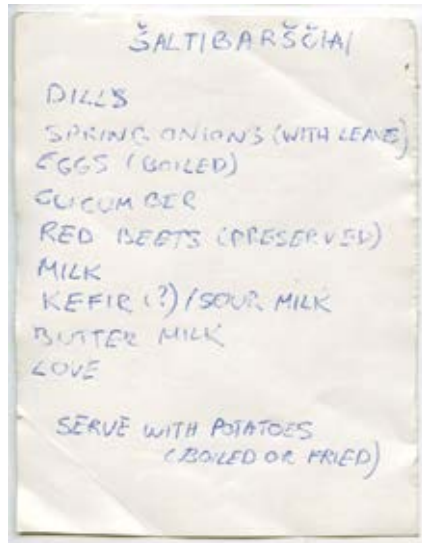 ŠALTIBARŠČIAI
DILLS
SPRING ONIONS (WITH LEAVES)
EGGS (BOILED)
CUCUMBER
RED BEETS (PRESERVED)
MILK
KEFIR (?) / SOUR MILK
BUTTER MILK
LOVE
SERVE WITH POTATOES
(BOILED OR FRIED)